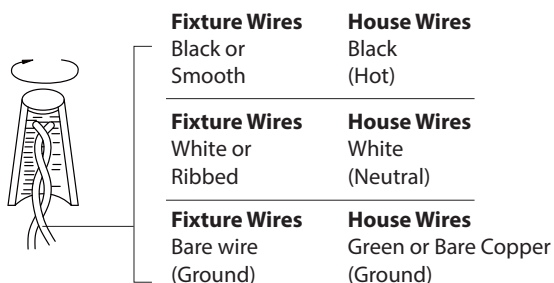 Fixture Wires House Wires
Black or Black
Smooth (Hot)
Fixture Wires House Wires
White or White
Ribbed (Neutral)
Fixture Wires House Wires
Bare wire Green or Bare Copper
(Ground) (Ground)